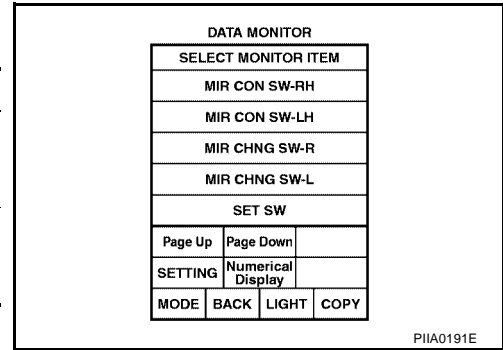 DATA MONITOR
SELECT MONITOR ITEM
MIR CON SW-RH
MIR CON SW-LH
MIR CHNG SW-R
MIR CHNG SW-L
SET SW
Page Up Page Down
SETTING Numerical
Display
MODE BACK LIGHT COPY
PIIA0191E